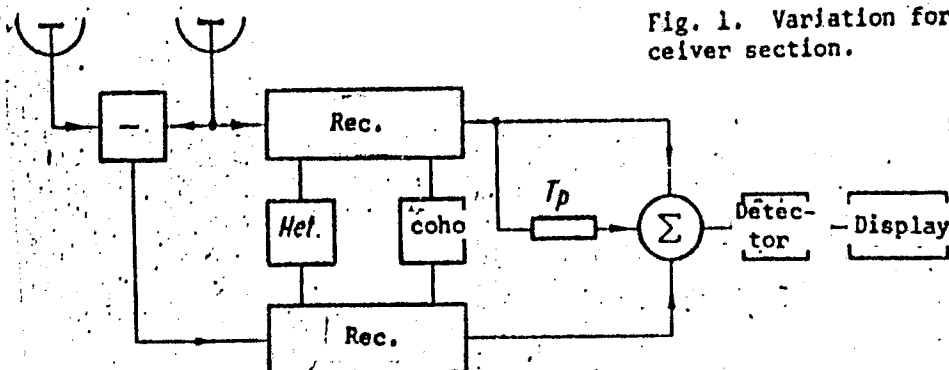 Fig. 1. Variation for
ceiver section.
–
Rec.
Het.
coho
Tp
Σ
Detec-
tor
Display
Rec.